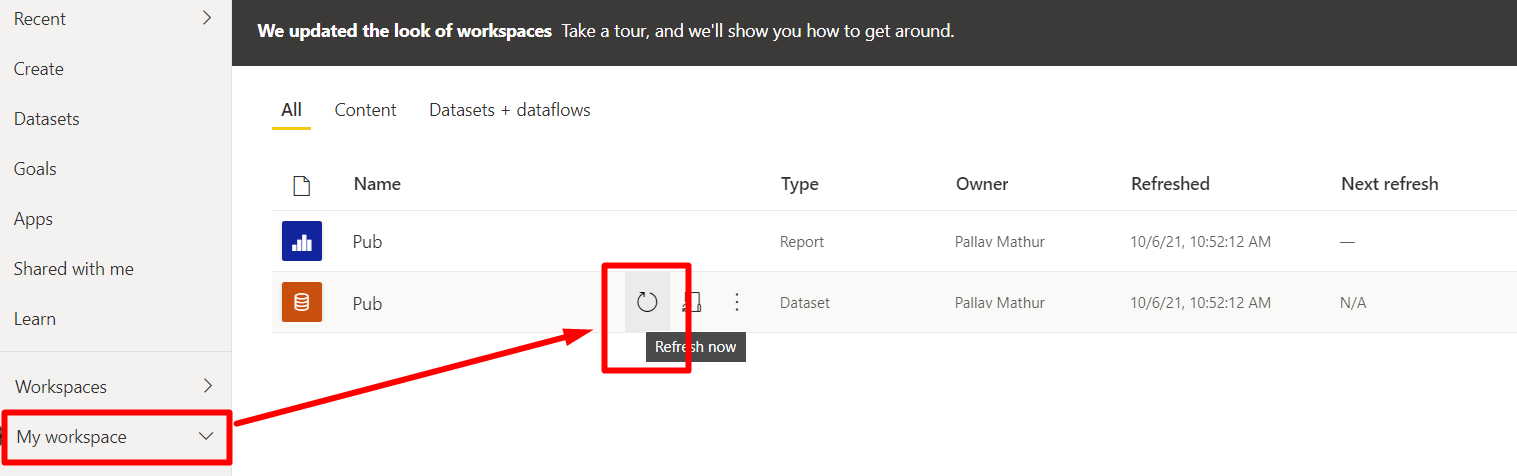 Recent
Create
Datasets
Goals
Apps
Shared with me
Learn
Workspaces
My workspace
We updated the look of workspaces Take a tour, and we'll show you how to get around.
All Content Datasets + dataflows
Name Type Owner Refreshed Next refresh
Pub Report Pallav Mathur 10/6/21, 10:52:12 AM —
Pub Dataset Pallav Mathur 10/6/21, 10:52:12 AM N/A
Refresh now